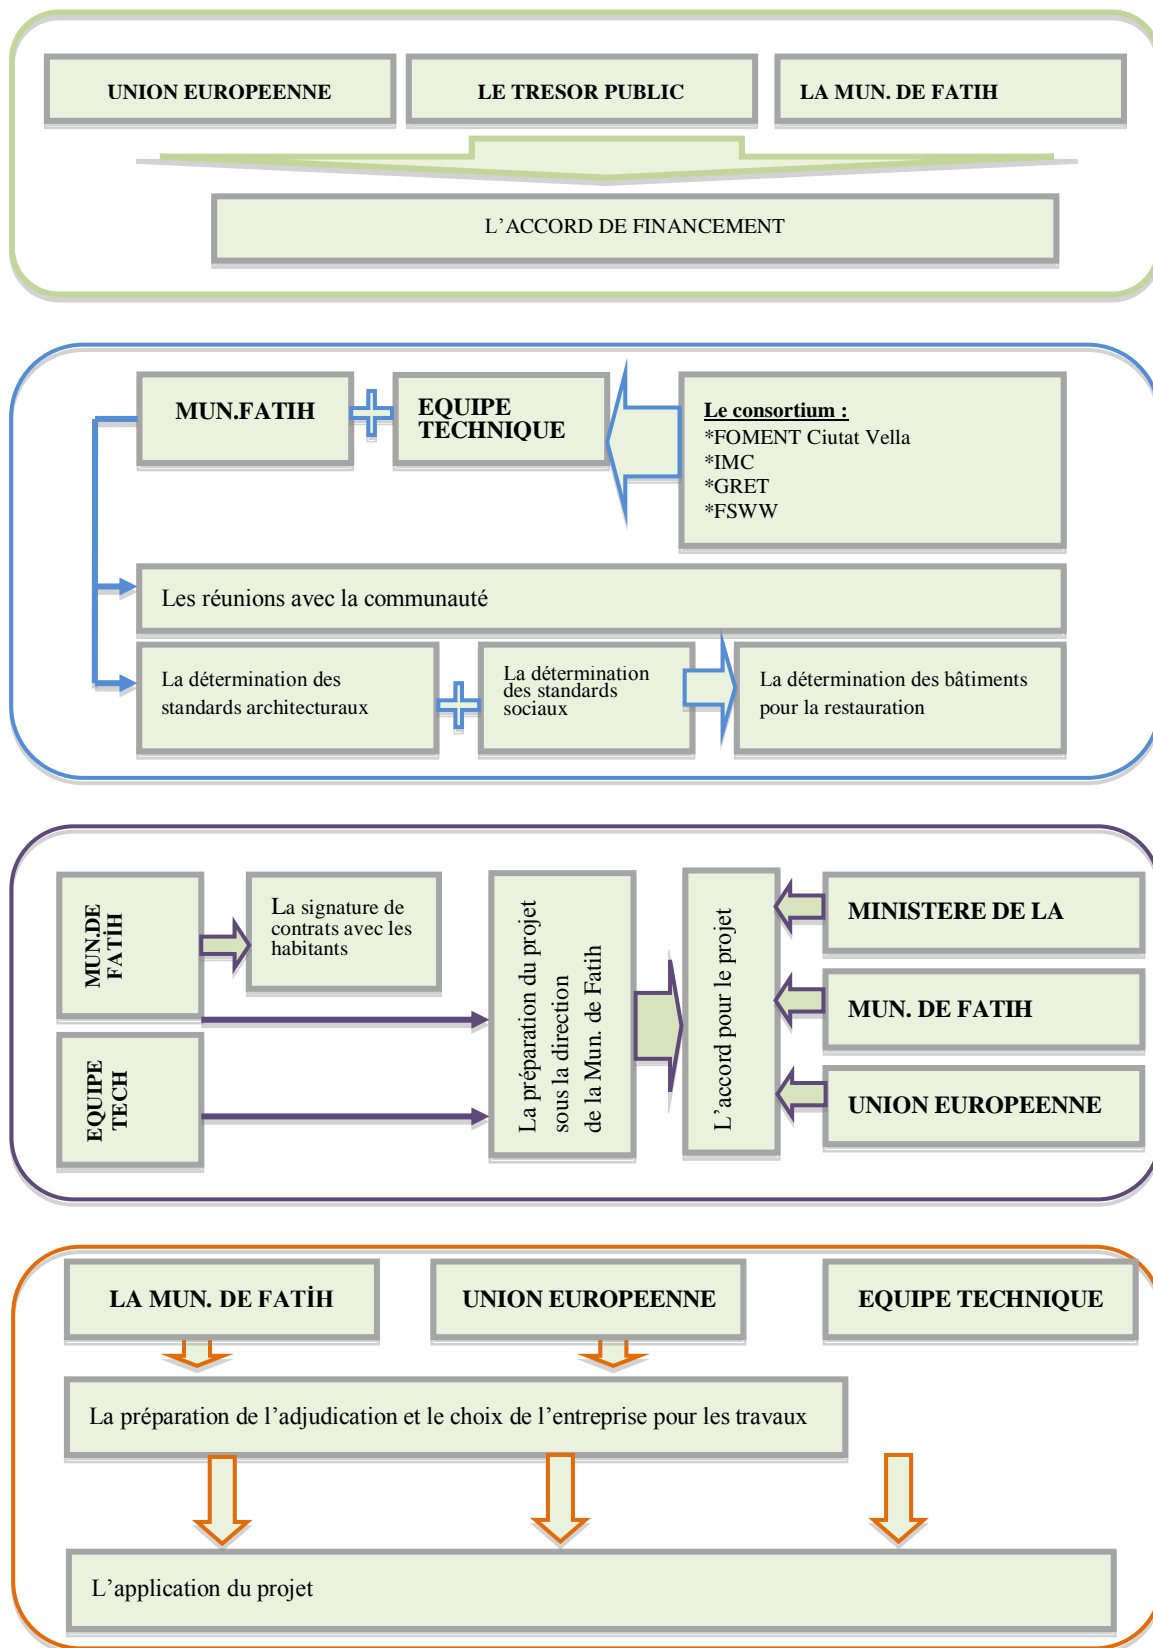 UNION EUROPEENNE
LE TRESOR PUBLIC
LA MUN. DE FATIH
L’ACCORD DE FINANCEMENT
MUN.FATIH
EQUIPE
TECHNIQUE
Le consortium :
*FOMENT Ciutat Vella
*IMC
*GRET
*FSWW
Les réunions avec la communauté
La détermination des
standards architecturaux
La détermination
des standards
sociaux
La détermination des bâtiments
pour la restauration
MUN.DE
FATİH
La signature de
contrats avec les
habitants
EQUIPE
TECH
La préparation du projet
sous la direction
de la Mun. de Fatih
L’accord pour le projet
MINISTERE DE LA
MUN. DE FATIH
UNION EUROPEENNE
LA MUN. DE FATİH
UNION EUROPEENNE
EQUIPE TECHNIQUE
La préparation de l’adjudication et le choix de l’entreprise pour les travaux
L’application du projet